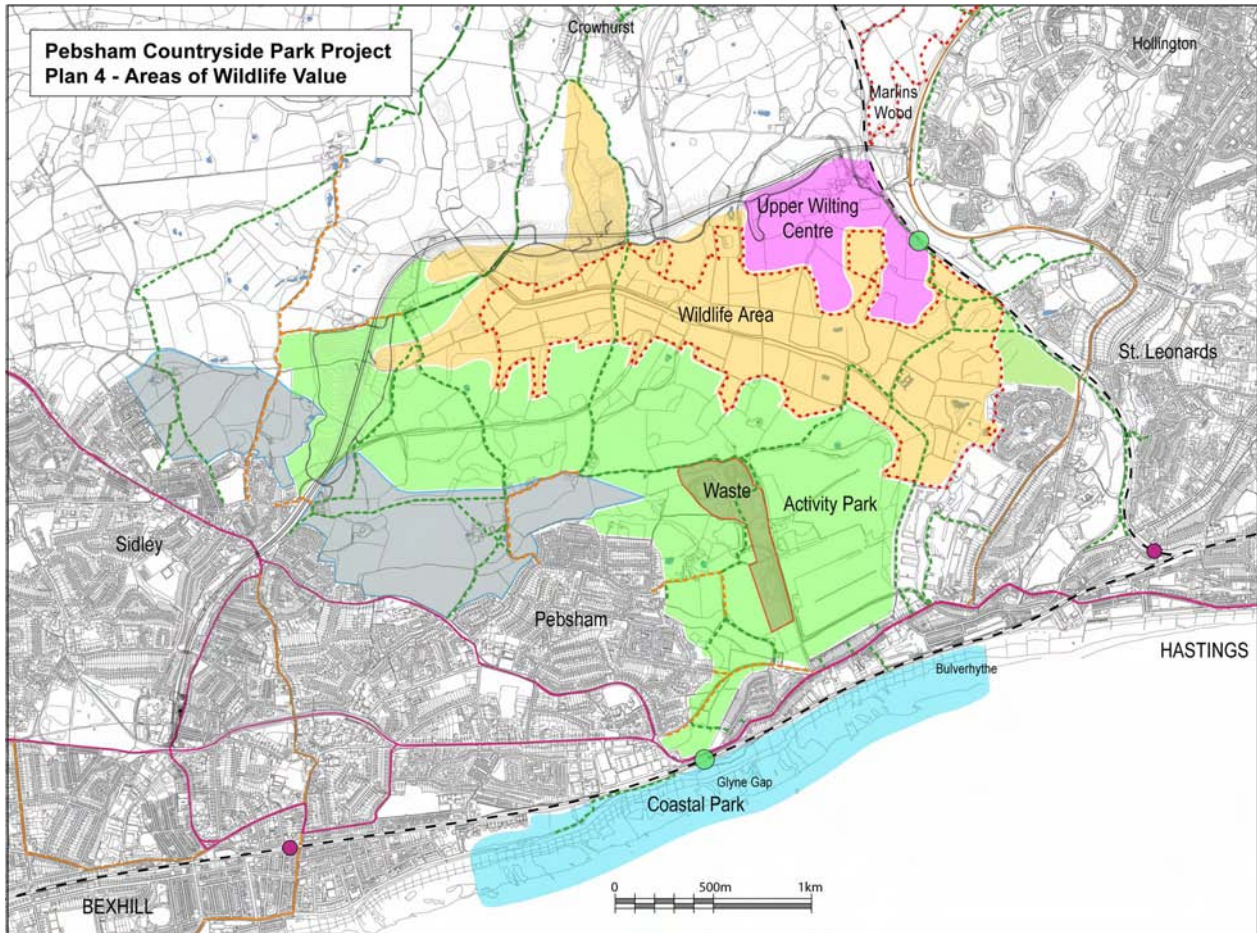 Pebsham Countryside Park Project
Plan 4 - Areas of Wildlife Value
Crowhurst
Hollington
Marlins
Wood
Upper Wilting
Centre
Wildlife Area
St. Leonards
Waste
Activity Park
Sidley
Pebsham
HASTINGS
Bulverhythe
Glyne Gap
Coastal Park
0
500m
1km
BEXHILL